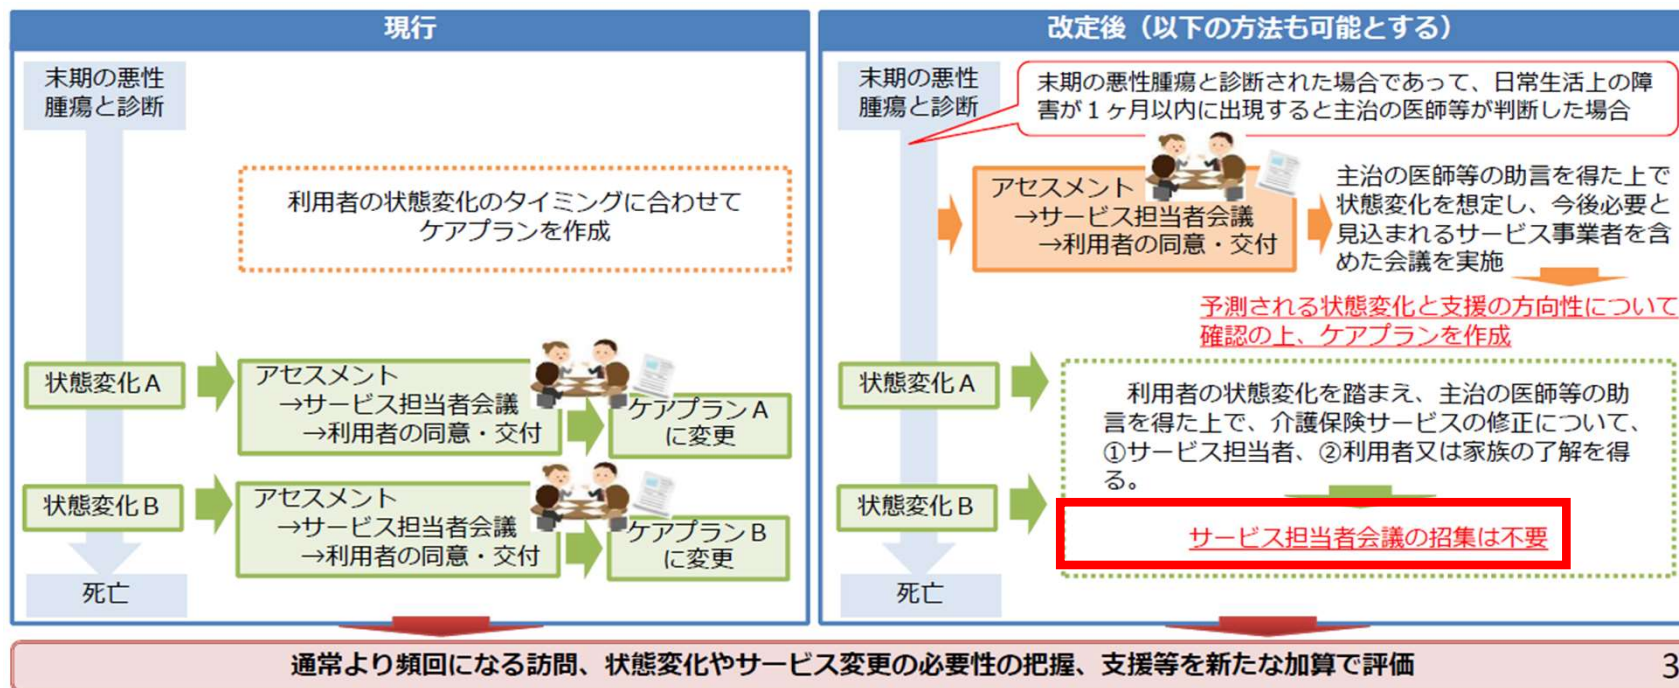 現行
末期の悪性
腫瘍と診断
利用者の状態変化のタイミングに合わせて
ケアプランを作成
状態変化A
アセスメント
→サービス担当者会議
→利用者の同意・交付
ケアプランA
に変更
状態変化B
アセスメント
→サービス担当者会議
→利用者の同意・交付
ケアプランB
に変更
死亡
改定後（以下の方法も可能とする）
末期の悪性
腫瘍と診断
末期の悪性腫瘍と診断された場合であって、日常生活上の障
害が１ヶ月以内に出現すると主治の医師等が判断した場合
アセスメント
→サービス担当者会議
→利用者の同意・交付
主治の医師等の助言を得た上で
状態変化を想定し、今後必要と
見込まれるサービス事業者を含
めた会議を実施
予測される状態変化と支援の方向性について
確認の上、ケアプランを作成
状態変化A
利用者の状態変化を踏まえ、主治の医師等の助
言を得た上で、介護保険サービスの修正について、
①サービス担当者、②利用者又は家族の了解を得
る。
状態変化B
サービス担当者会議の招集は不要
死亡
通常より頻回になる訪問、状態変化やサービス変更の必要性の把握、支援等を新たな加算で評価
3